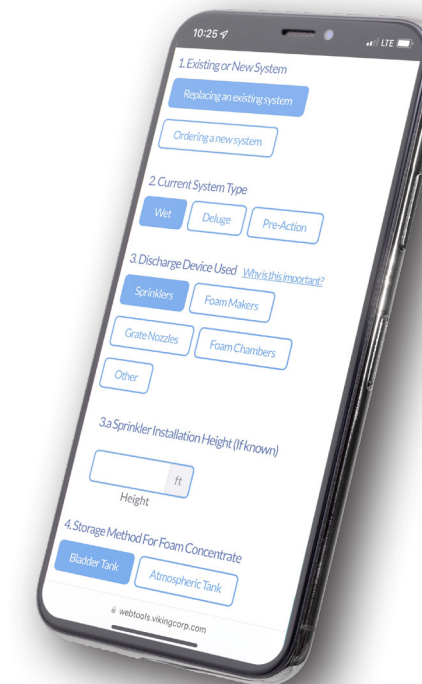 10:25
LTE
1. Existing or New System
Replacing an existing system
Ordering a new system
2. Current System Type
Wet Deluge Pre-Action
3. Discharge Device Used Why is this important?
Sprinklers Foam Makers
Grate Nozzles Foam Chambers
Other
3.a Sprinkler Installation Height (If known)
ft
Height
4. Storage Method For Foam Concentrate
Bladder Tank Atmospheric Tank
webtools.vikingcorp.com